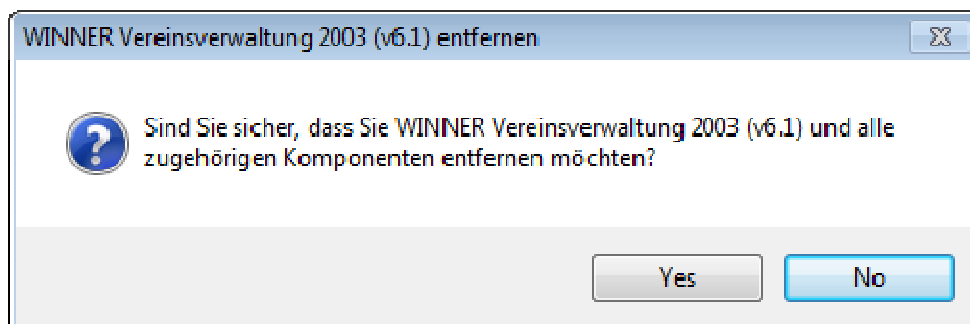 WINNER Vereinsverwaltung 2003 (v6.1) entfernen
Sind Sie sicher, dass Sie WINNER Vereinsverwaltung 2003 (v6.1) und alle
zugehörigen Komponenten entfernen möchten?
Yes
No